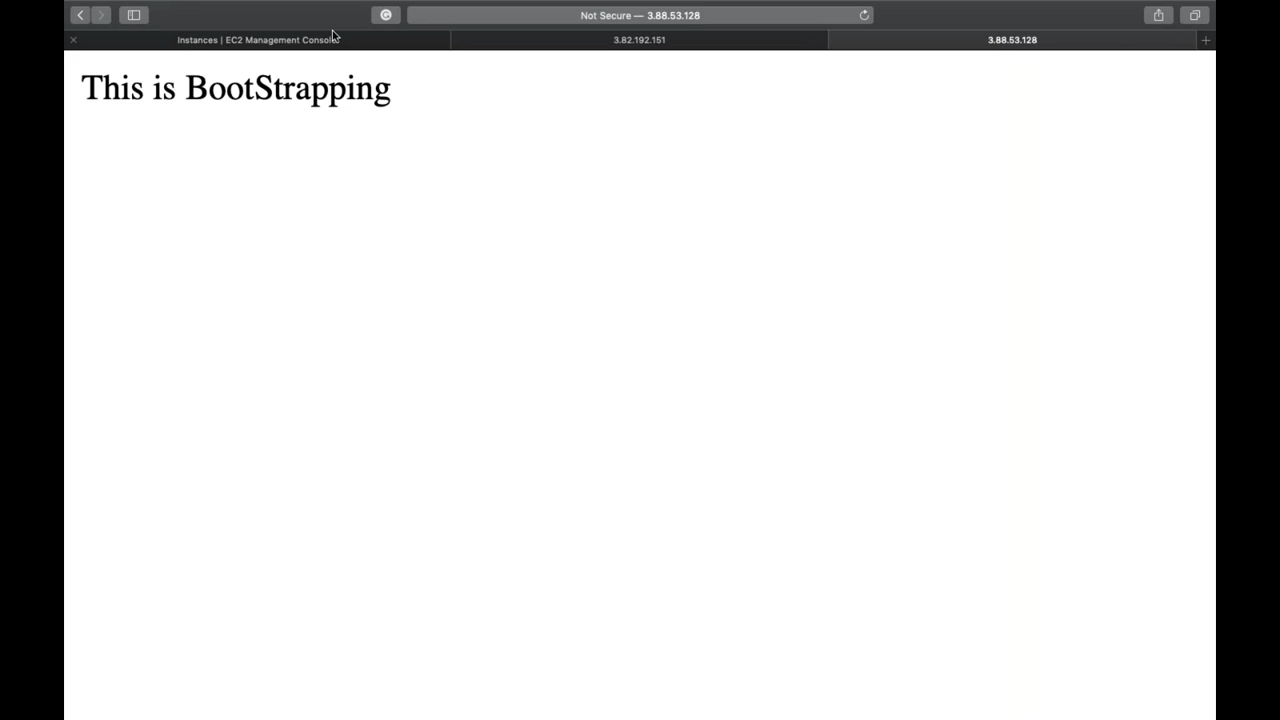 Not Secure — 3.88.53.128
Instances | EC2 Management Console
3.82.192.151
3.88.53.128
This is BootStrapping